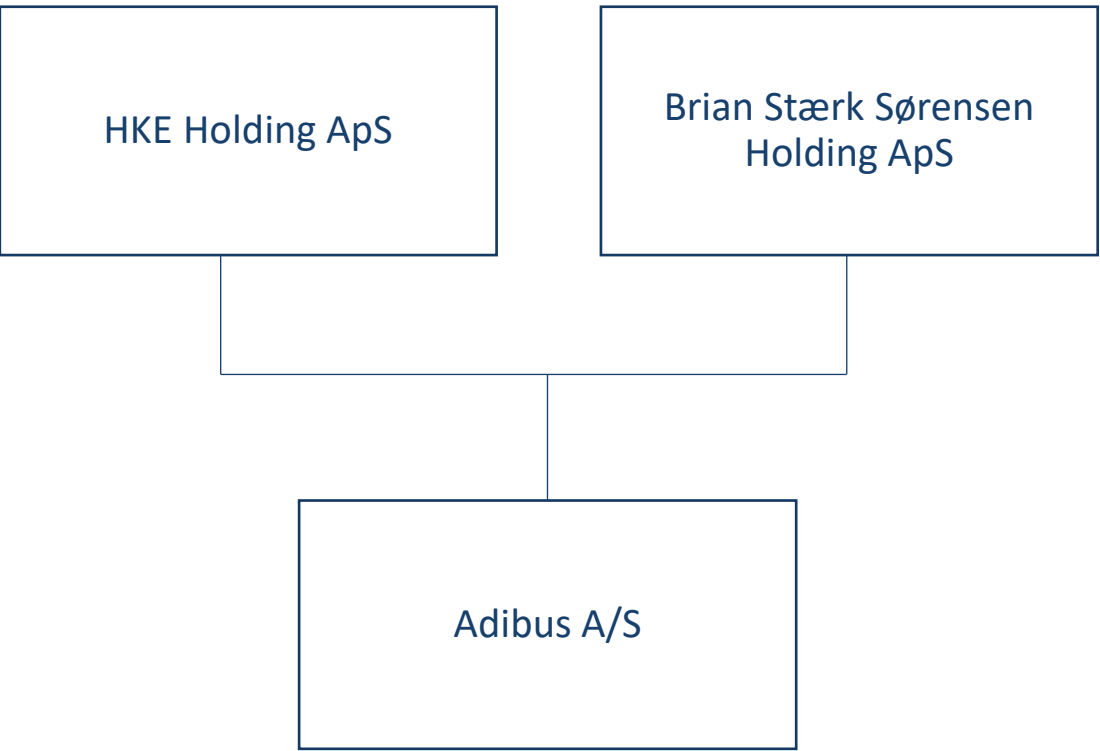 HKE Holding ApS
Brian Stærk Sørensen
Holding ApS
Adibus A/S